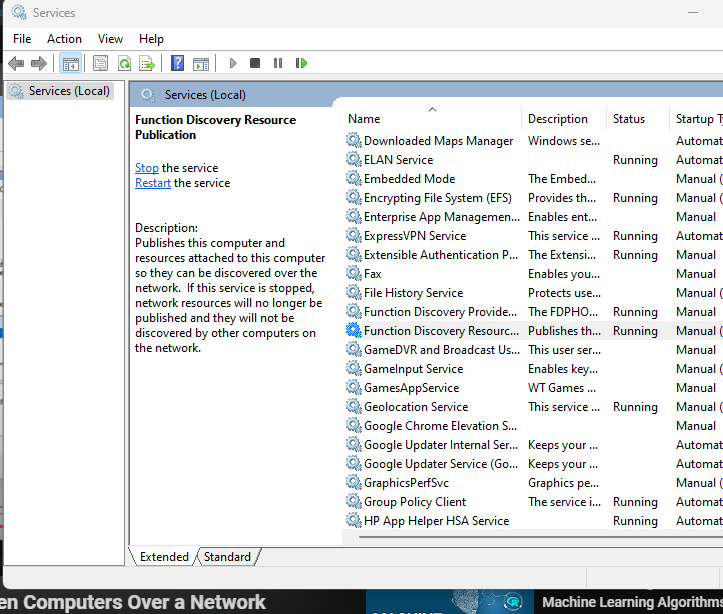 Services
File Action View Help
Services (Local)
Services (Local)
Function Discovery Resource
Publication
Stop the service
Restart the service
Description:
Publishes this computer and
resources attached to this computer
so they can be discovered over the
network. If this service is stopped,
network resources will no longer be
published and they will not be
discovered by other computers on
the network.
Name Description Status Startup T
Downloaded Maps Manager Windows se... Automat
ELAN Service Running Automat
Embedded Mode The Embed... Manual (
Encrypting File System (EFS) Provides th... Running Manual (
Enterprise App Managemen... Enables ent... Manual
ExpressVPN Service This service ... Running Automat
Extensible Authentication P... The Extensi... Running Manual
Fax Enables you... Manual
File History Service Protects use... Manual (
Function Discovery Provide... The FDPHO... Running Manual
Function Discovery Resourc... Publishes th... Running Manual (
GameDVR and Broadcast Us... This user ser... Manual
GameInput Service Enables key... Manual (
GamesAppService WT Games ... Manual
Geolocation Service This service ... Running Manual (
Google Chrome Elevation S... Manual
Google Updater Internal Ser... Keeps your ... Automat
Google Updater Service (Go... Keeps your ... Automat
GraphicsPerfSvc Graphics pe... Manual (
Group Policy Client The service i... Running Automat
HP App Helper HSA Service Running Automat
Extended Standard
en Computers Over a Network
Machine Learning Algorithms